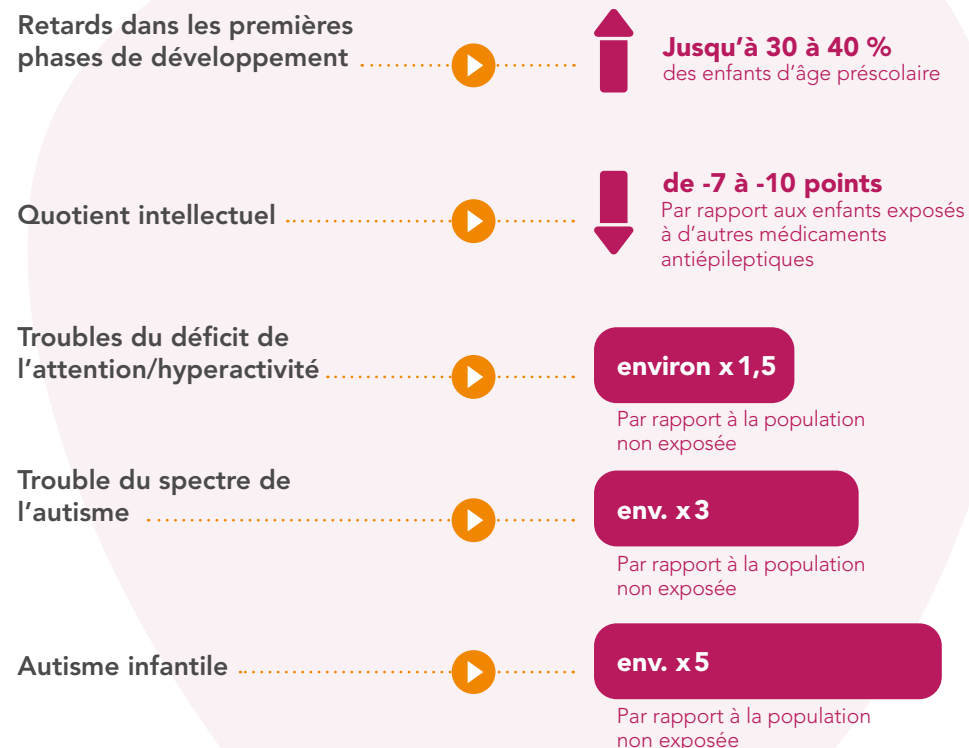 Retards dans les premières
phases de développement
Jusqu'à 30 à 40 %
des enfants d'âge préscolaire
Quotient intellectuel
de -7 à -10 points
Par rapport aux enfants exposés
à d'autres médicaments
antiépileptiques
Troubles du déficit de
l'attention/hyperactivité
environ x 1,5
Par rapport à la population
non exposée
Trouble du spectre de
l'autisme
env. x 3
Par rapport à la population
non exposée
Autisme infantile
env. x 5
Par rapport à la population
non exposée